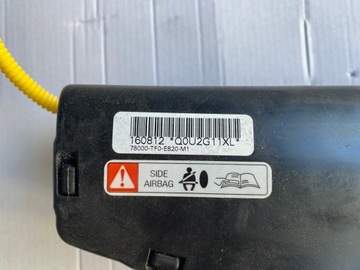 160812 *Q0U2G11XL*
78000-TF0-E820-M1
SIDE
AIRBAG